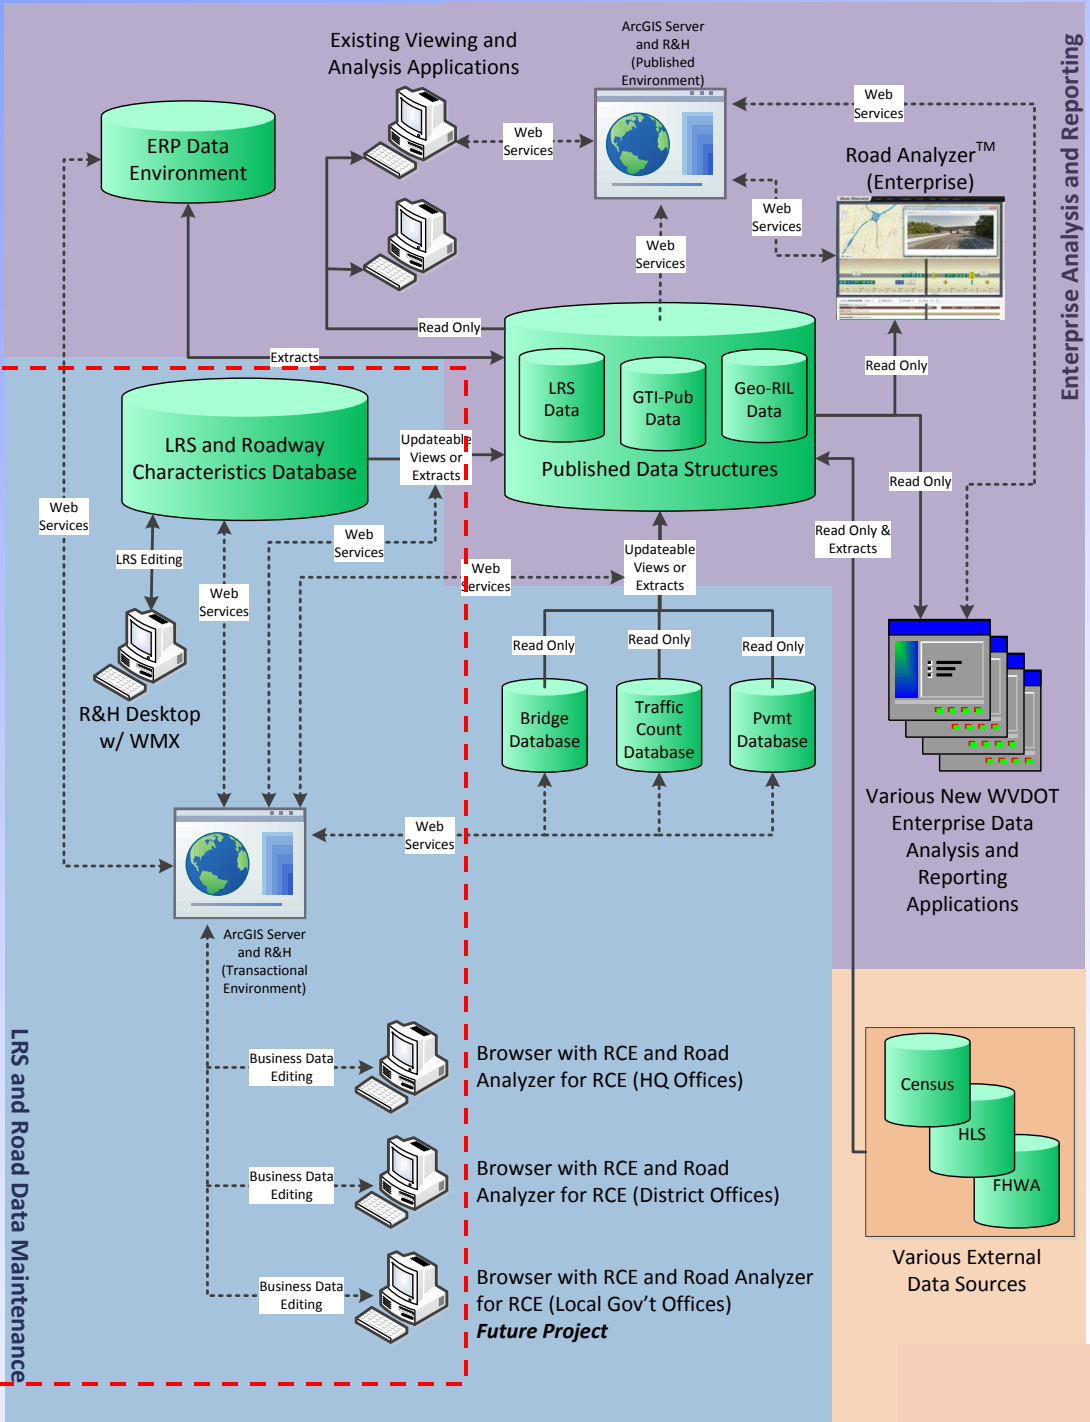 Existing Viewing and
Analysis Applications
ArcGIS Server
and R&H
(Published
Environment)
Web
Services
Enterprise Analysis and Reporting
ERP Data
Environment
Web
Services
Road Analyzer™
(Enterprise)
Web
Services
Web
Services
Read Only
Extracts
LRS
Data
GTI-Pub
Data
Geo-RIL
Data
Published Data Structures
Read Only
LRS and Roadway
Characteristics Database
Updateable
Views or
Extracts
Read Only
Web
Services
LRS Editing
Web
Services
Web
Services
Web
Services
Updateable
Views or
Extracts
Read Only &
Extracts
Read Only
Read Only
Read Only
R&H Desktop
w/ WMX
Bridge
Database
Traffic
Count
Database
Pvmt
Database
Various New WVDOT
Enterprise Data
Analysis and
Reporting
Applications
Web
Services
ArcGIS Server
and R&H
(Transactional
Environment)
LRS and Road Data Maintenance
Business Data
Editing
Browser with RCE and Road
Analyzer for RCE (HQ Offices)
Business Data
Editing
Browser with RCE and Road
Analyzer for RCE (District Offices)
Business Data
Editing
Browser with RCE and Road Analyzer
for RCE (Local Gov’t Offices)
Future Project
Census
HLS
FHWA
Various External
Data Sources